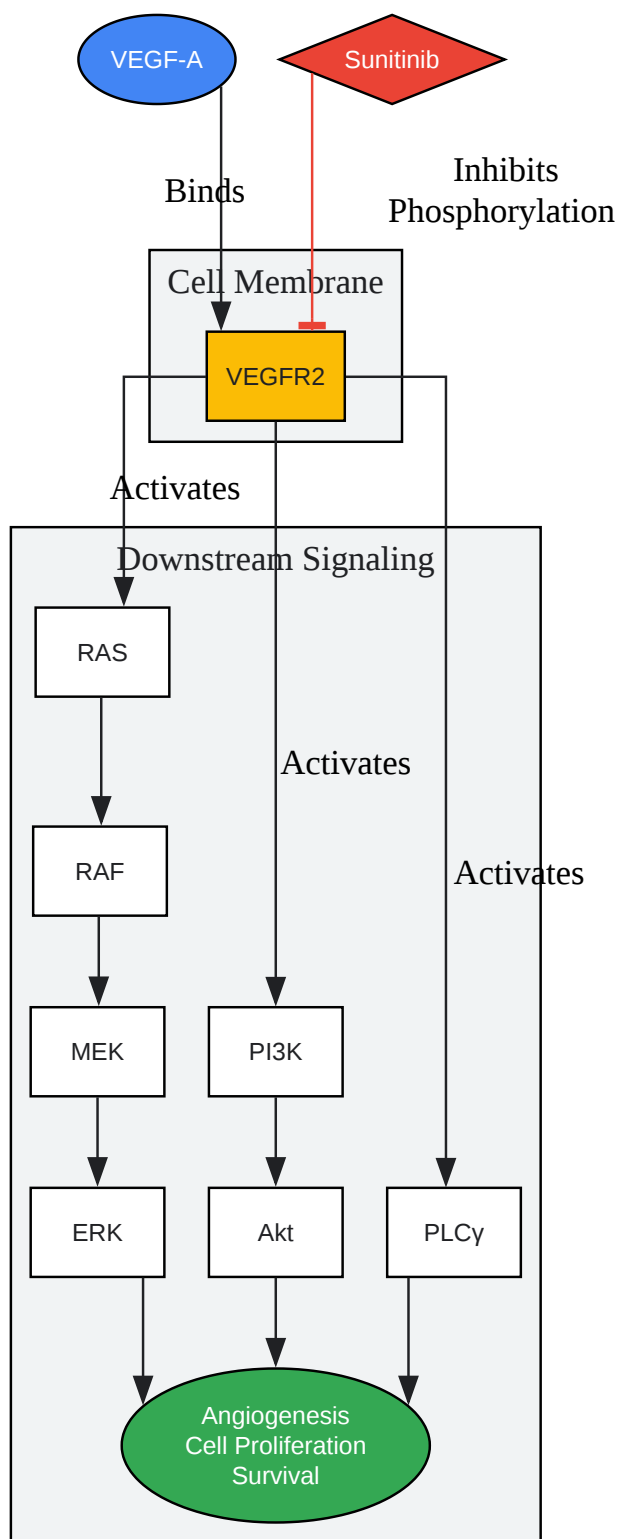 VEGF-A
Sunitinib
Inhibits
Phosphorylation
Binds
Cell Membrane
VEGFR2
Activates
Downstream Signaling
RAS
Activates
RAF
Activates
MEK
PI3K
ERK
Akt
PLCγ
Angiogenesis
Cell Proliferation
Survival